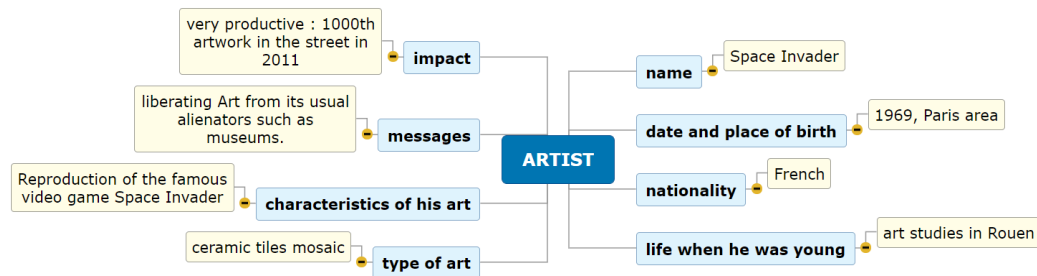 very productive : 1000th
artwork in the street in
2011
impact
liberating Art from its usual
alienators such as
museums.
messages
Reproduction of the famous
video game Space Invader
characteristics of his art
ceramic tiles mosaic
type of art
ARTIST
name
Space Invader
date and place of birth
1969, Paris area
nationality
French
life when he was young
art studies in Rouen